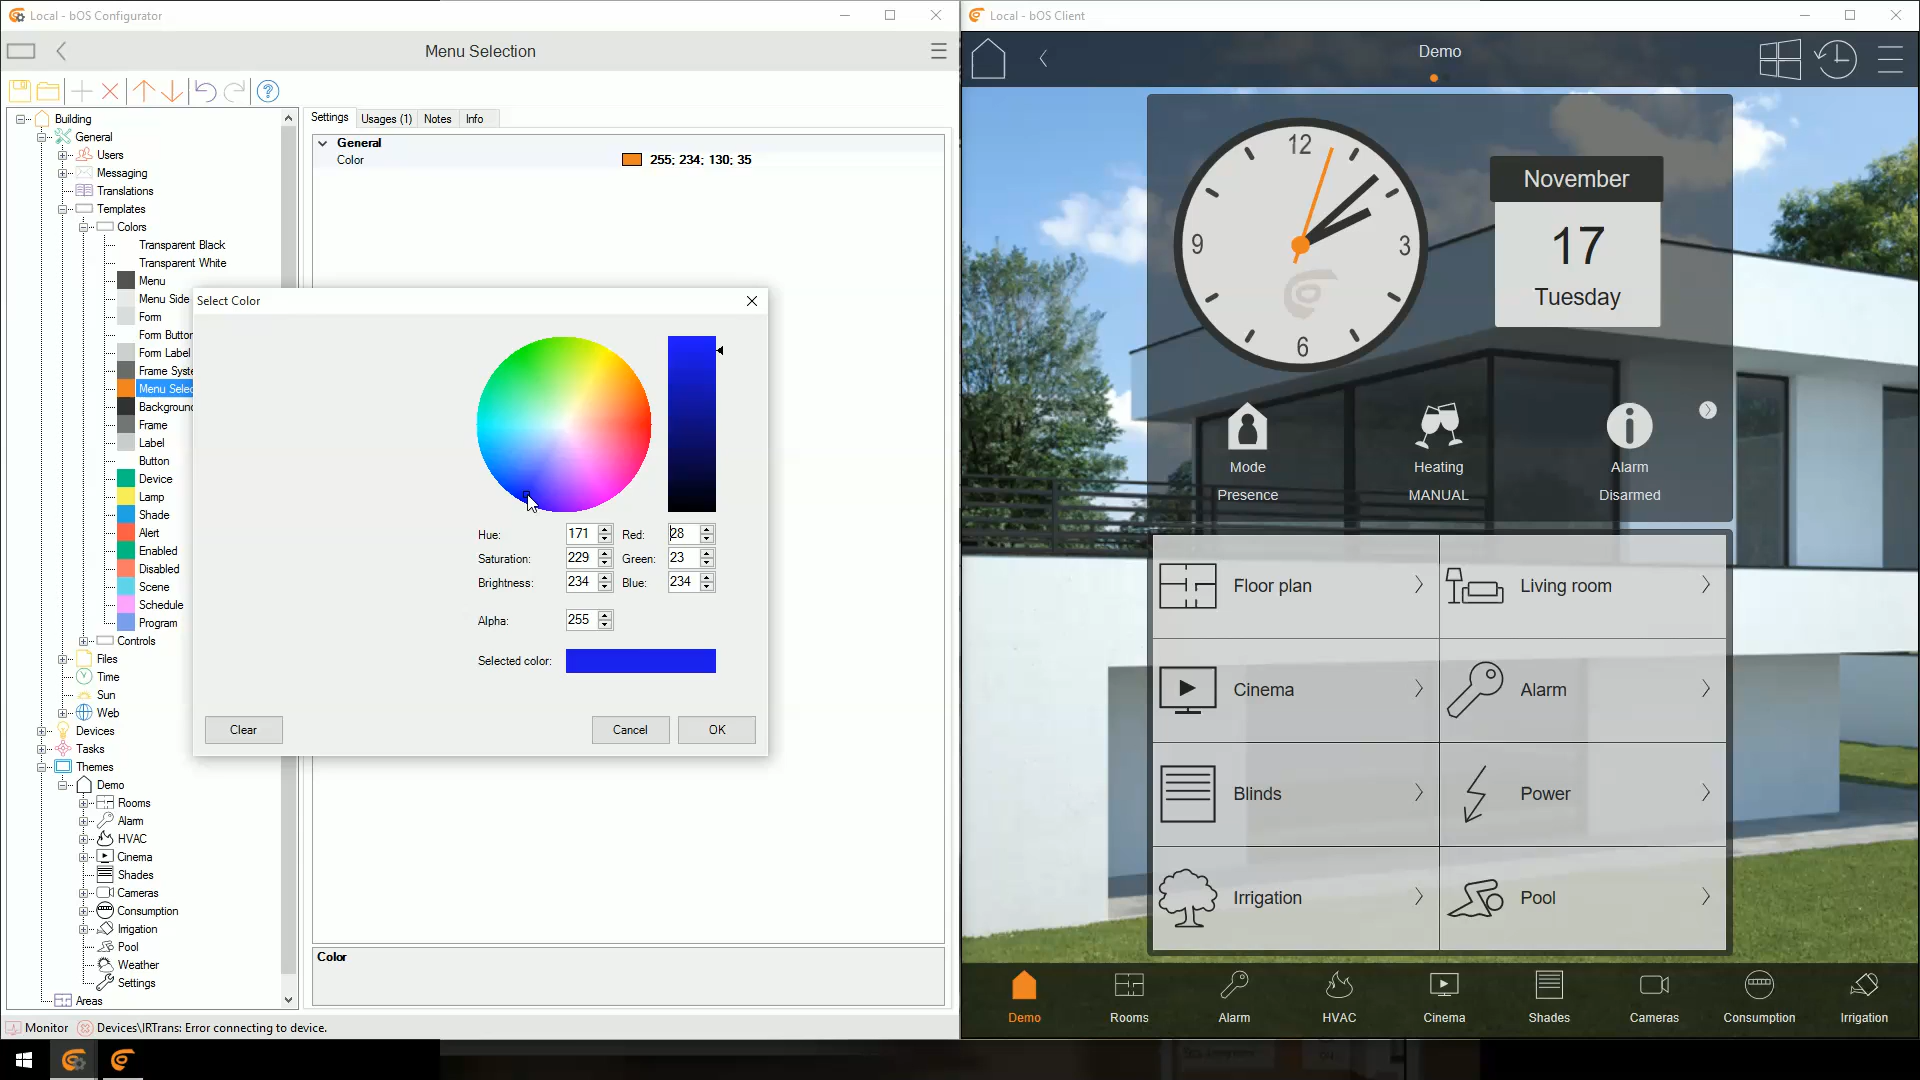 Local - bOS Configurator
Menu Selection
Building
General
Users
Messaging
Translations
Templates
Colors
Transparent Black
Transparent White
Menu
Menu Side
Form
Form Button
Form Label
Frame Syste
Menu Selec
Background
Frame
Label
Button
Device
Lamp
Shade
Alert
Enabled
Disabled
Scene
Schedule
Program
Controls
Files
Time
Sun
Web
Devices
Tasks
Themes
Demo
Rooms
Alarm
HVAC
Cinema
Shades
Cameras
Consumption
Irrigation
Pool
Weather
Settings
Areas
Settings Usages (1) Notes Info
General
Color 255; 234; 130; 35
Select Color
Hue: 171 Red: 28
Saturation: 229 Green: 23
Brightness: 234 Blue: 234
Alpha: 255
Selected color:
Clear Cancel OK
Color
Monitor Devices\IRTrans: Error connecting to device.
Local - bOS Client
Demo
12
9 3
6
November
17
Tuesday
Mode Heating Alarm
Presence MANUAL Disarmed
Floor plan Living room
Cinema Alarm
Blinds Power
Irrigation Pool
Demo Rooms Alarm HVAC Cinema Shades Cameras Consumption Irrigation